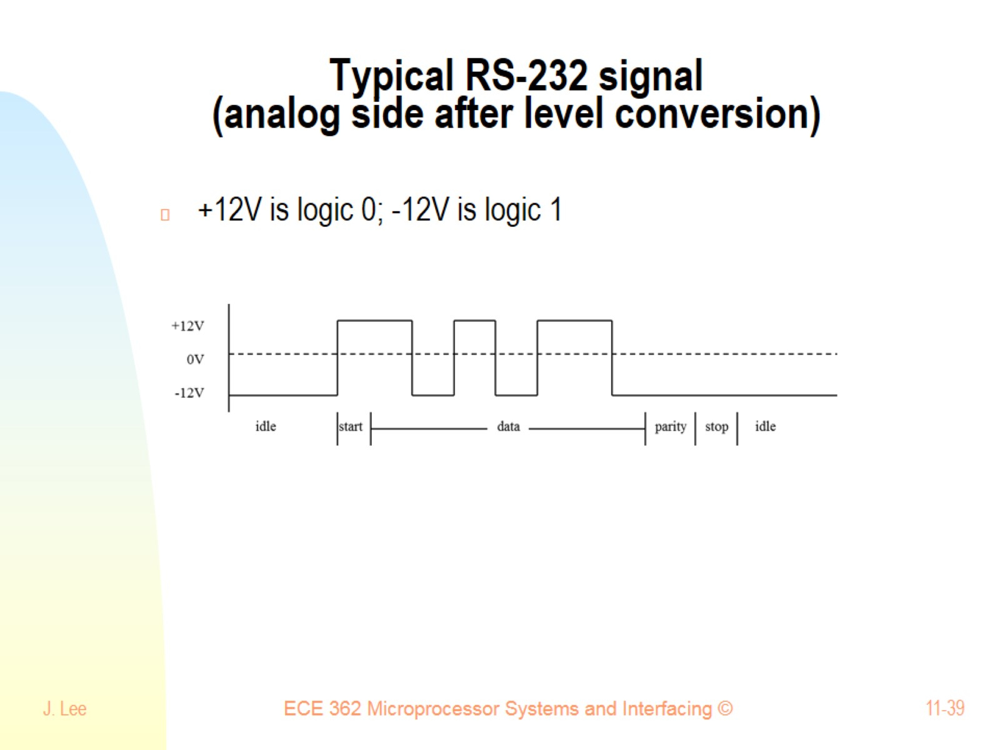 Typical RS-232 signal
(analog side after level conversion)
+12V is logic 0; -12V is logic 1
+12V
0V
-12V
idle start data parity stop idle
J. Lee ECE 362 Microprocessor Systems and Interfacing © 11-39